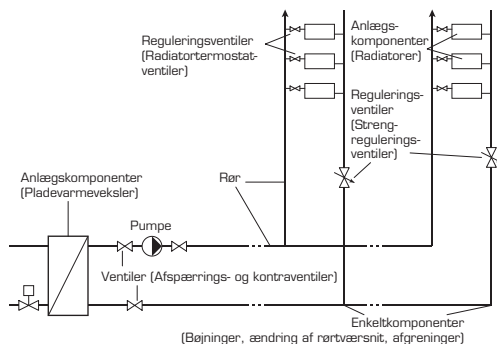 Reguleringsventiler
(Radiatortermostat-
ventiler)
Anlægs-
komponenter
(Radiatorer)
Regulerings-
ventiler
(Streng-
regulerings-
ventiler)
Anlægskomponenter
(Pladevarmeveksler)
Rør
Pumpe
Ventiler (Afspærrings- og kontraventiler)
Enkeltkomponenter
(Bøjninger, ændring af rørtværsnit, afgreninger)